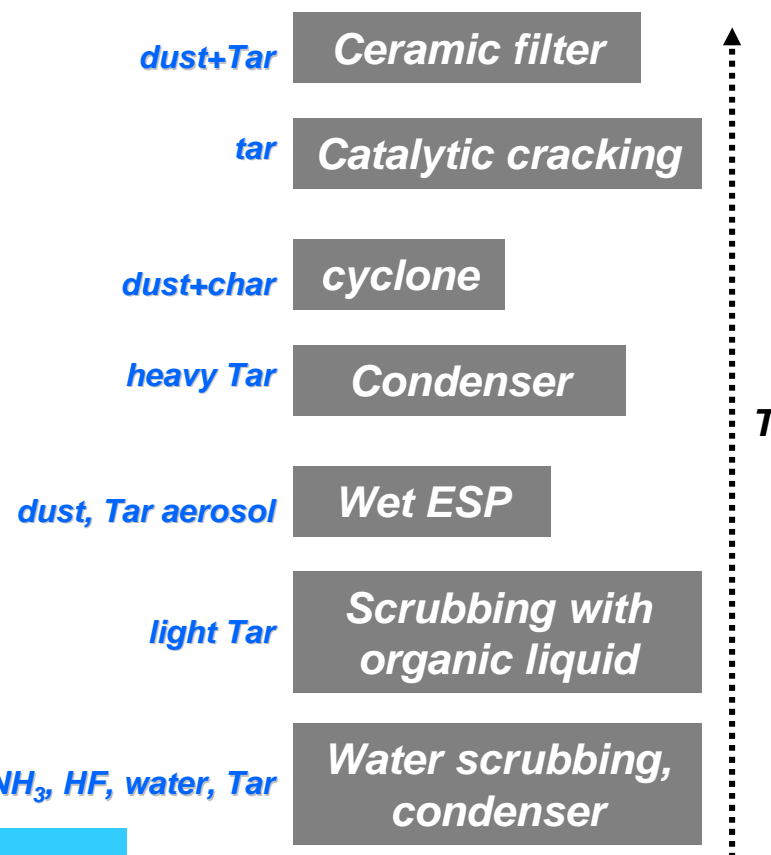 dust+Tar Ceramic filter
tar Catalytic cracking
dust+char cyclone
heavy Tar Condenser
T
dust, Tar aerosol Wet ESP
light Tar Scrubbing with
organic liquid
NH₃, HF, water, Tar Water scrubbing,
condenser